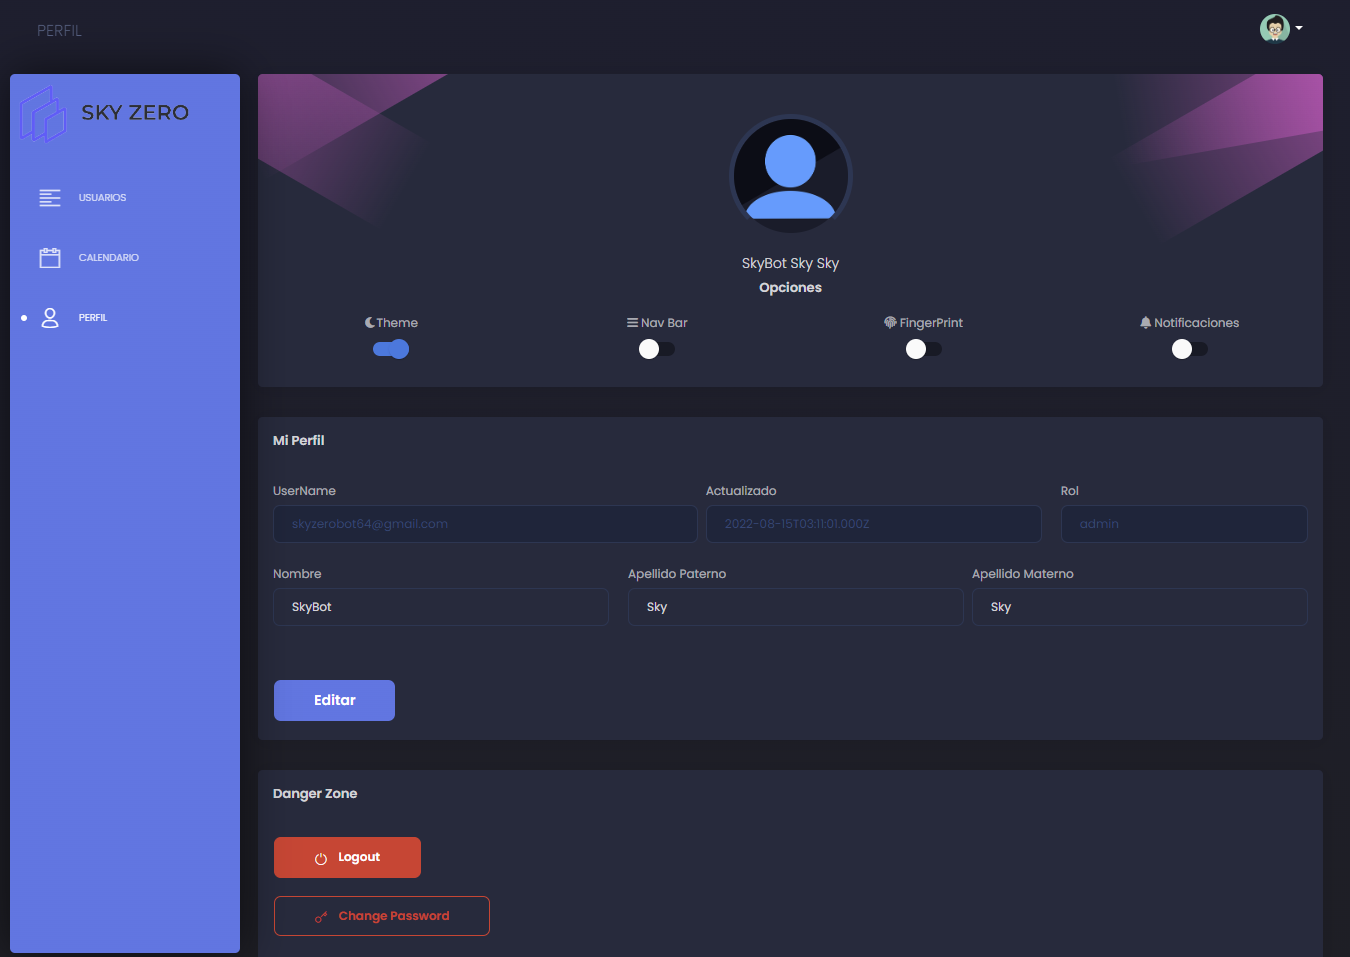 PERFIL
SKY ZERO
USUARIOS
CALENDARIO
PERFIL
SkyBot Sky Sky
Opciones
Theme
Nav Bar
FingerPrint
Notificaciones
Mi Perfil
UserName
Actualizado
Rol
skyzerobot64@gmail.com
2022-08-15T03:11:01.000Z
admin
Nombre
Apellido Paterno
Apellido Materno
SkyBot
Sky
Sky
Editar
Danger Zone
Logout
Change Password